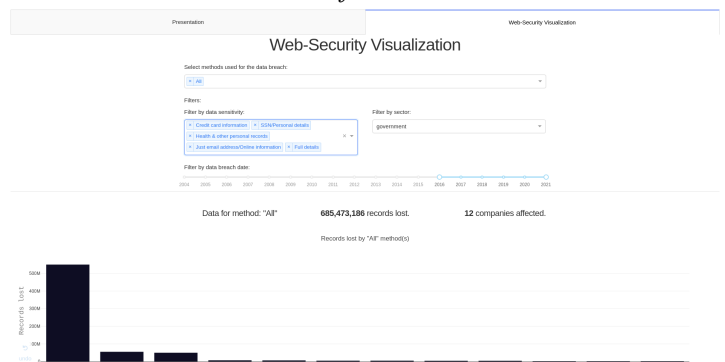 Presentation
Web-Security Visualization
Web-Security Visualization
Select methods used for the data breach:
× All
Filters:
Filter by data sensitivity:
Filter by sector:
× Credit card information × SSN/Personal details
× Health & other personal records
× Just email address/Online information × Full details
×
government
Filter by data breach date:
2004 2005 2006 2007 2008 2009 2010 2011 2012 2013 2014 2015 2016 2017 2018 2019 2020 2021
Data for method: "All"
685,473,186 records lost.
12 companies affected.
Records lost by "All" method(s)
Records lost
500M
400M
300M
200M
0